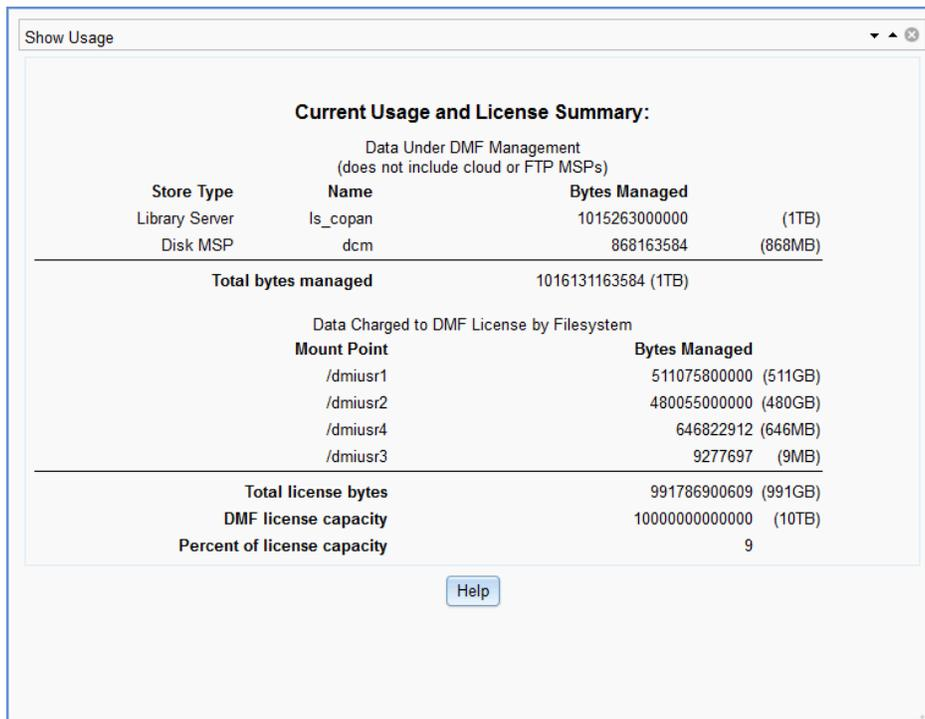 Show Usage
Current Usage and License Summary:
Data Under DMF Management
(does not include cloud or FTP MSPs)
Store Type Name Bytes Managed
Library Server ls_copan 1015263000000 (1TB)
Disk MSP dcm 868163584 (868MB)
Total bytes managed 1016131163584 (1TB)
Data Charged to DMF License by Filesystem
Mount Point Bytes Managed
/dmiusr1 511075800000 (511GB)
/dmiusr2 480055000000 (480GB)
/dmiusr4 646822912 (646MB)
/dmiusr3 9277697 (9MB)
Total license bytes 991786900609 (991GB)
DMF license capacity 10000000000000 (10TB)
Percent of license capacity 9
Help